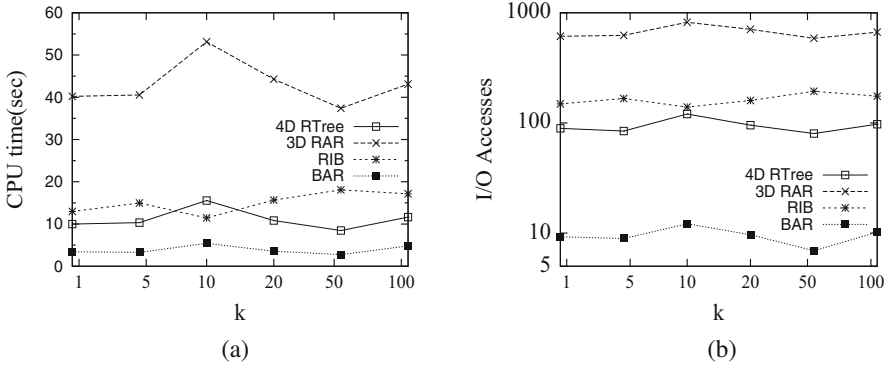 60
50
40
30
20
10
0
CPU time(sec)
4D RTree
3D RAR
RIB
BAR
1 5 10 20 50 100
k
(a)
1000
100
10
5
I/O Accesses
4D RTree
3D RAR
RIB
BAR
1 5 10 20 50 100
k
(b)